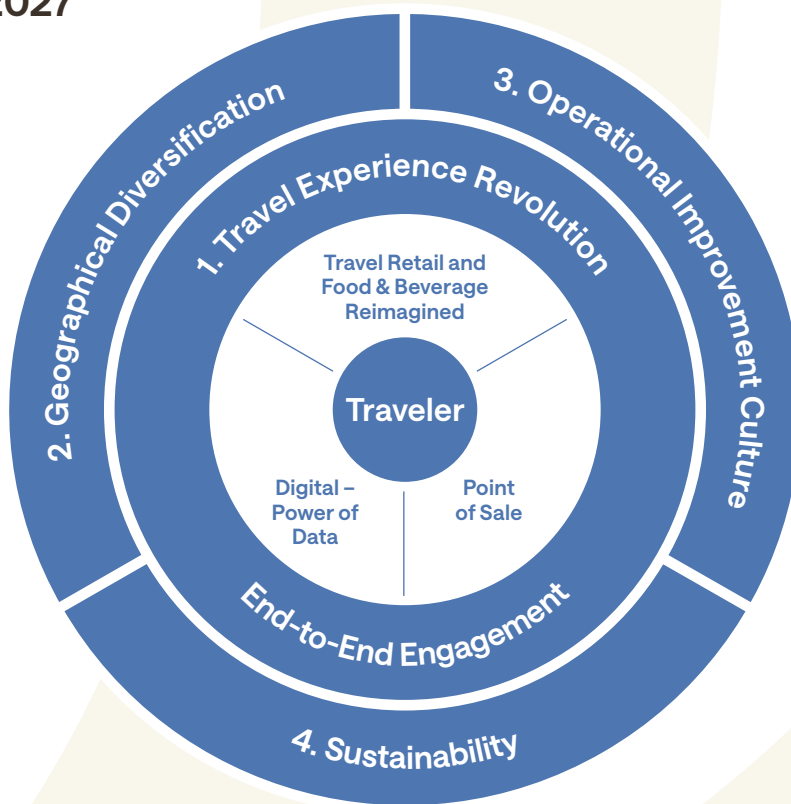 2027
2. Geographical Diversification
3. Operational Improvement Culture
1. Travel Experience Revolution
Travel Retail and
Food & Beverage
Reimagined
Traveler
Digital –
Power of
Data
Point
of Sale
End-to-End Engagement
4. Sustainability